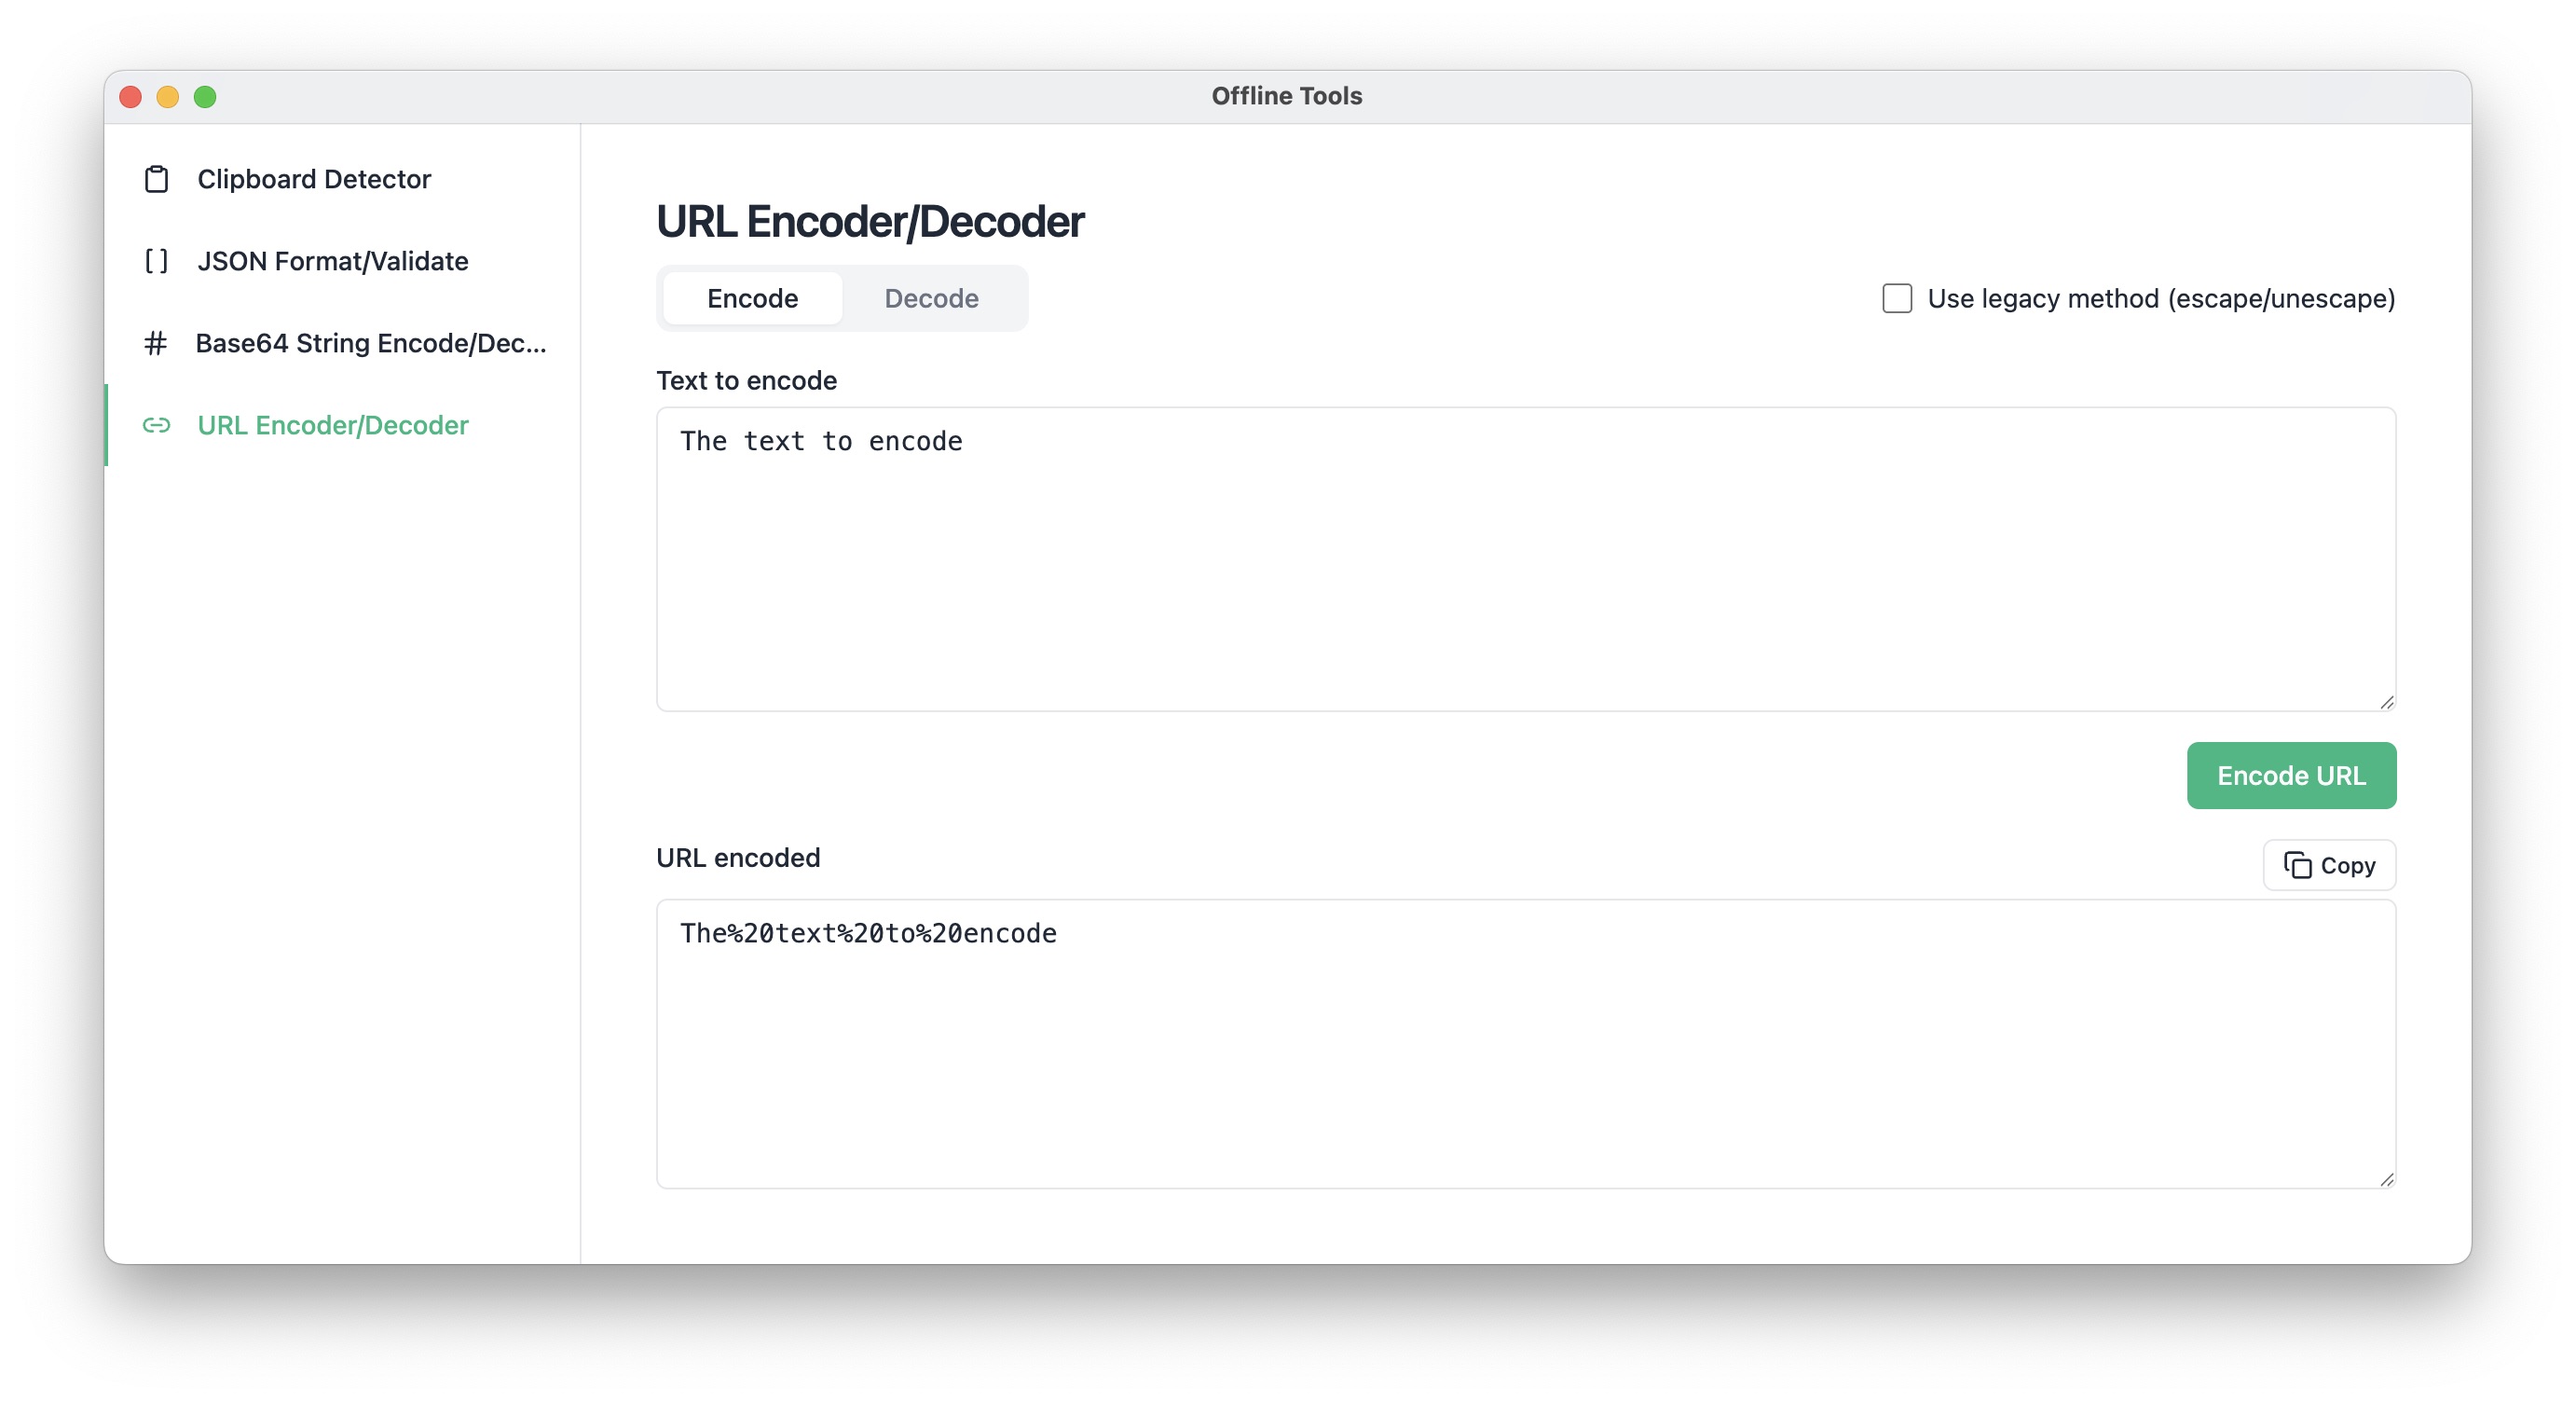 Offline Tools
Clipboard Detector
JSON Format/Validate
Base64 String Encode/Dec...
URL Encoder/Decoder
URL Encoder/Decoder
Encode Decode
Use legacy method (escape/unescape)
Text to encode
The text to encode
Encode URL
URL encoded
Copy
The%20text%20to%20encode